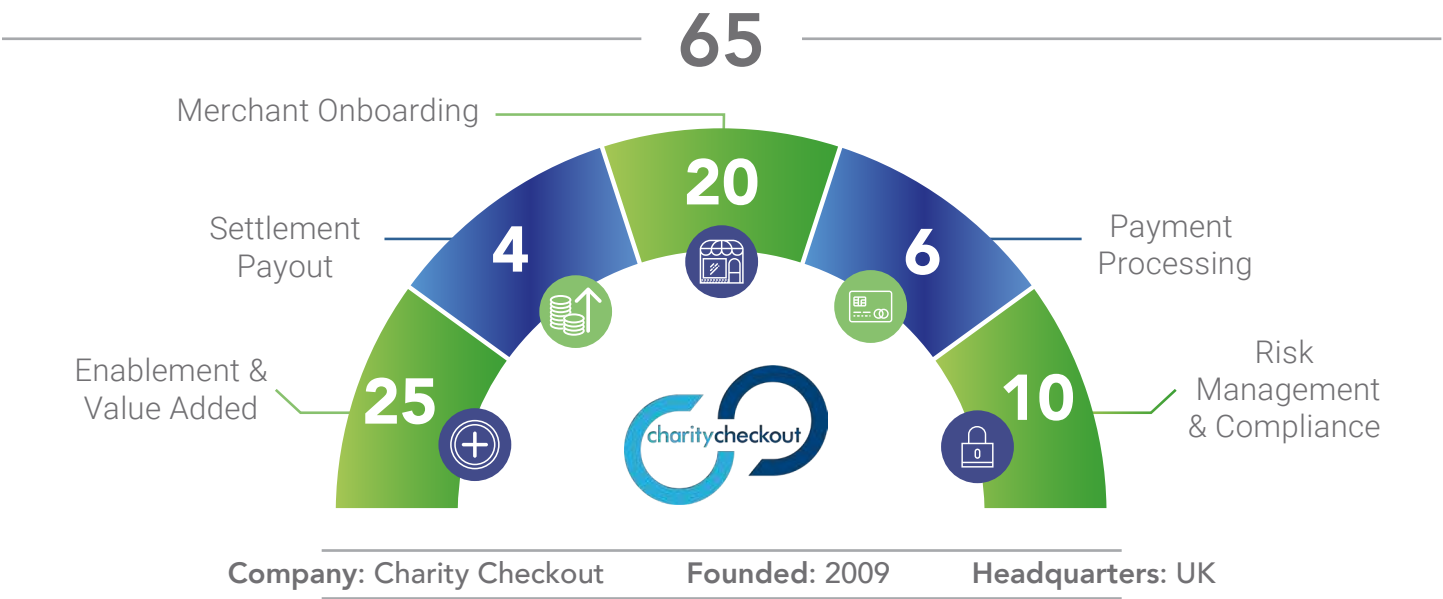 65
Merchant Onboarding
20
Settlement
Payout
4
6
Payment
Processing
Enablement &
Value Added
25
10
Risk
Management
& Compliance
0
charitycheckout
Company: Charity Checkout Founded: 2009 Headquarters: UK